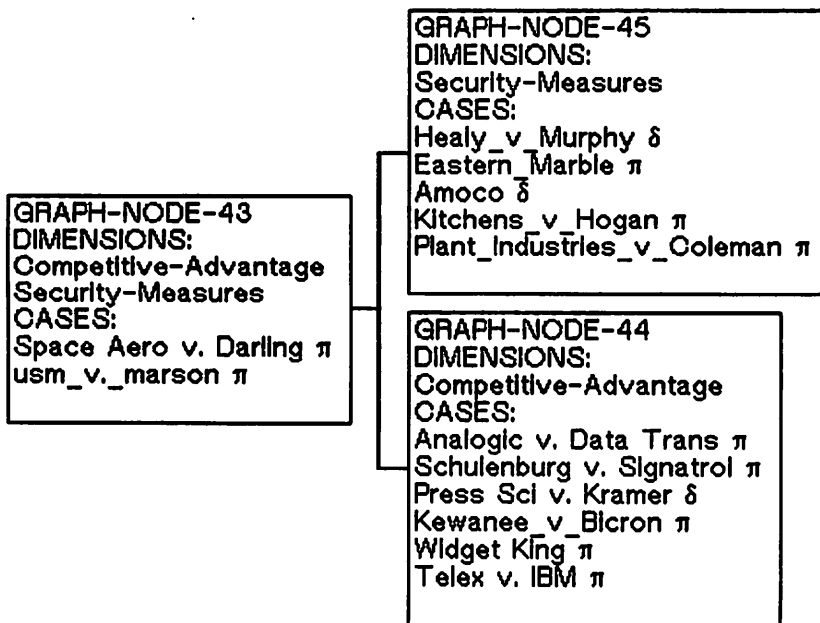 GRAPH-NODE-45
DIMENSIONS:
Security-Measures
CASES:
Healy_v_Murphy δ
Eastern_Marble π
Amoco δ
Kitchens_v_Hogan π
Plant_Industries_v_Coleman π
GRAPH-NODE-43
DIMENSIONS:
Competitive-Advantage
Security-Measures
CASES:
Space Aero v. Darling π
usm_v._marson π
GRAPH-NODE-44
DIMENSIONS:
Competitive-Advantage
CASES:
Analogic v. Data Trans π
Schulenburg v. Signatrol π
Press Sci v. Kramer δ
Kewanee_v_Bicron π
Widget King π
Telex v. IBM π